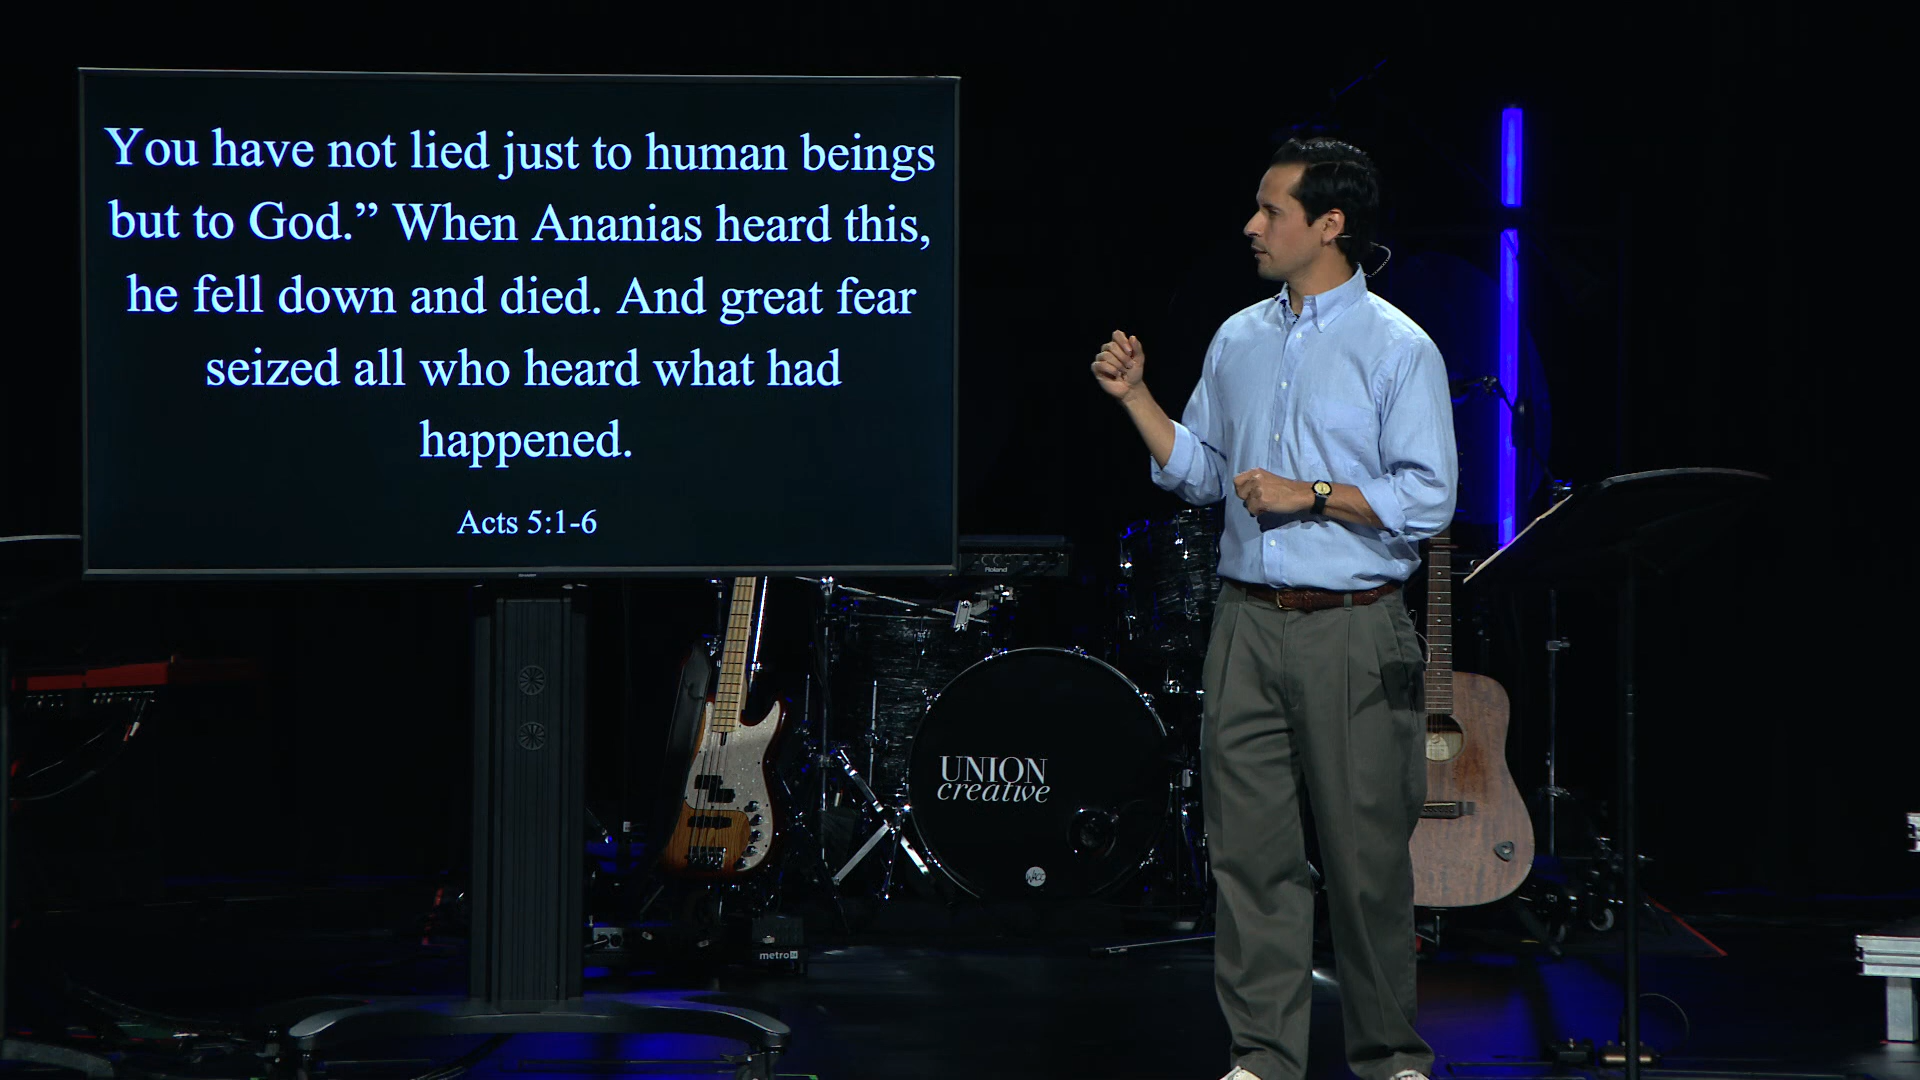 You have not lied just to human beings
but to God.” When Ananias heard this,
he fell down and died. And great fear
seized all who heard what had
happened.
Acts 5:1-6
Roland
UNION
creative
metro